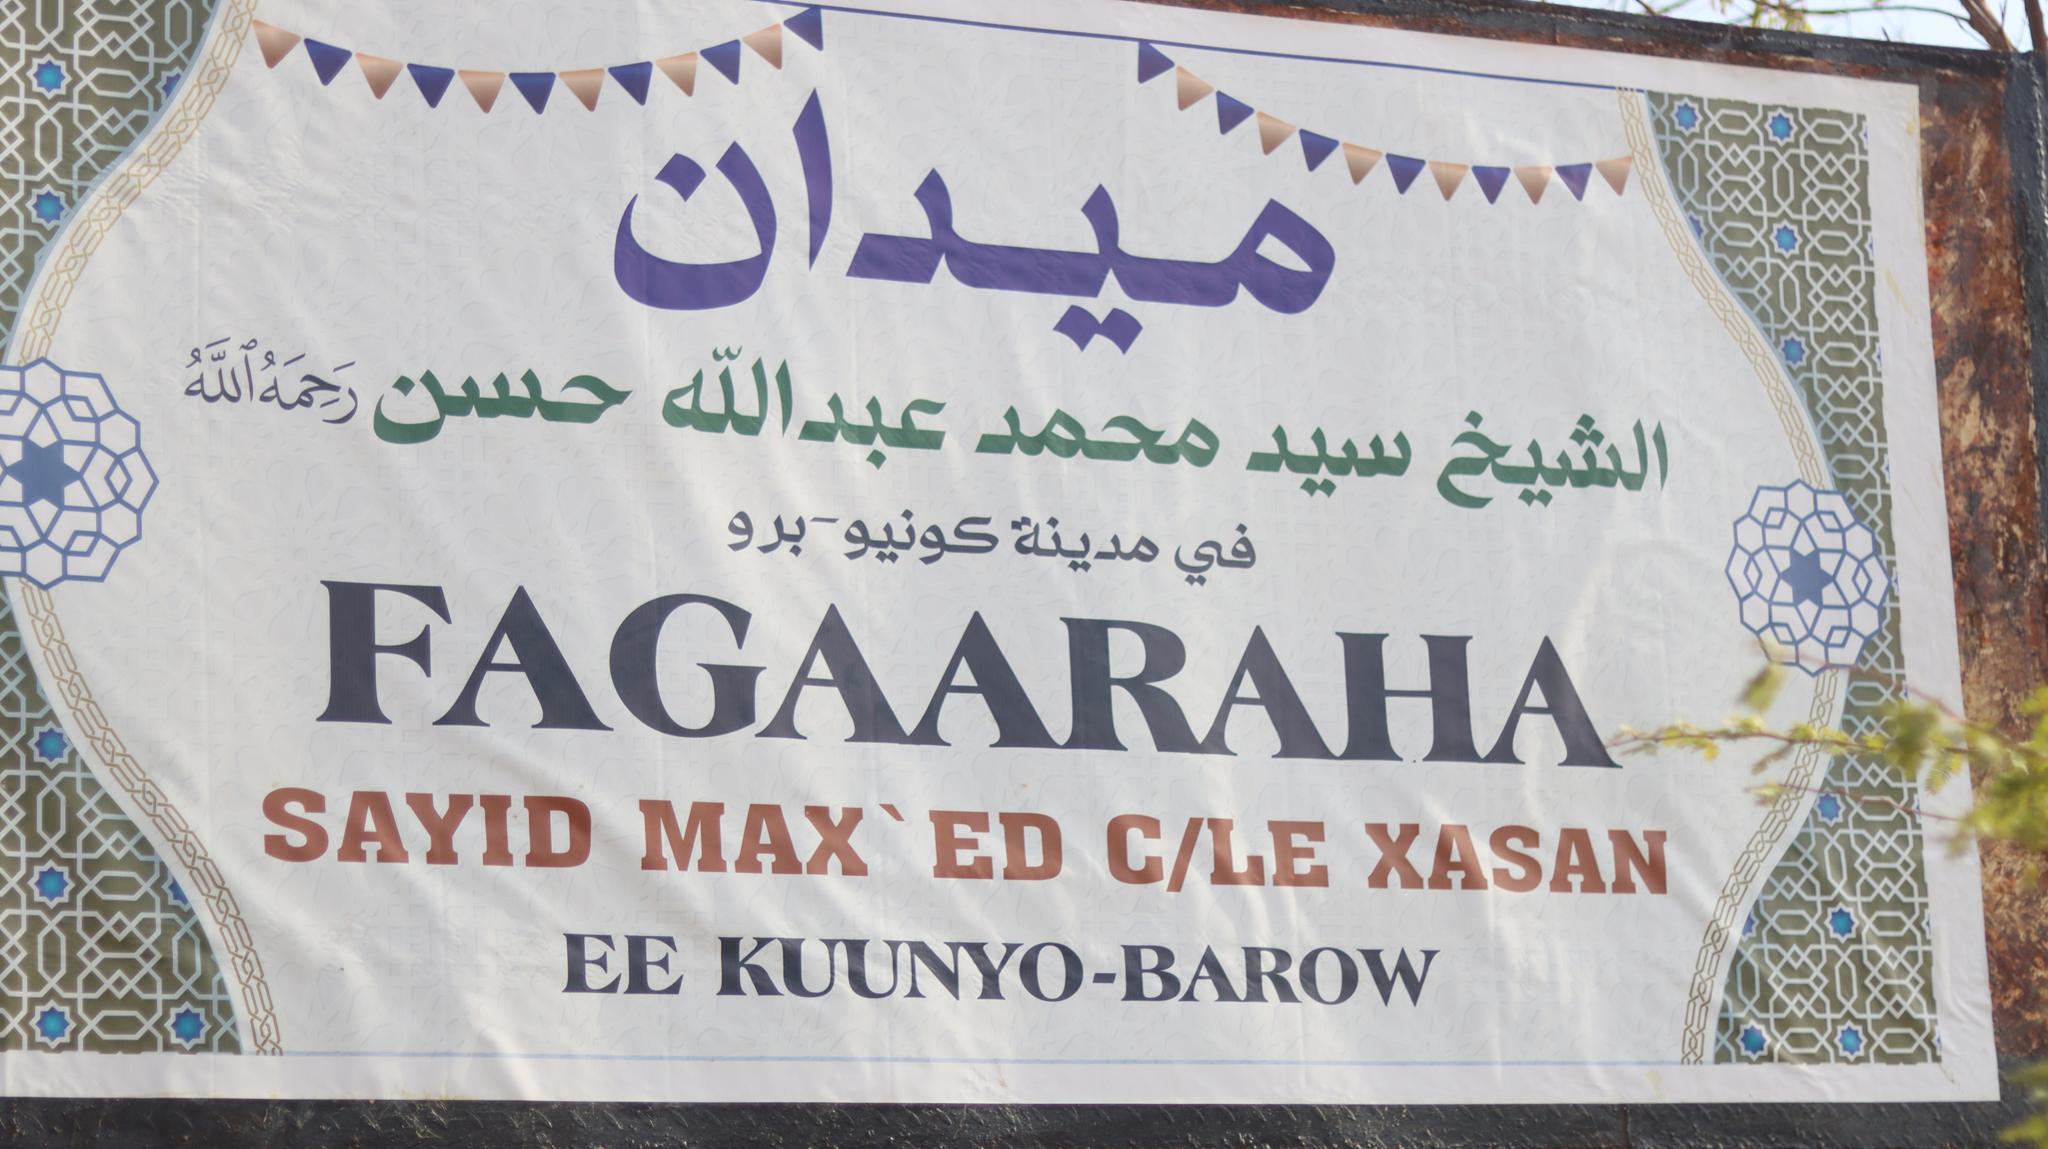 ميدان
الشيخ سيد محمد عبدالله حسن رَحِمَهُ ٱللَّهُ
في مدينة كونيو-برو
FAGAARAHA
SAYID MAX`ED C/LE XASAN
EE KUUNYO-BAROW